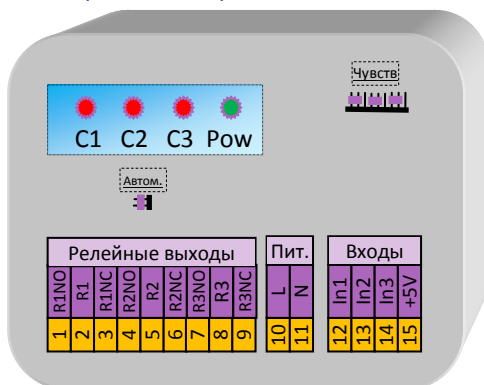 Чувств
C1 C2 C3 Pow
Автом.
Релейные выходы Пит. Входы
R1NO R1 R1NC R2NO R2 R2NC R3NO R3 R3NC L N In1 In2 In3 +5V
1 2 3 4 5 6 7 8 9 10 11 12 13 14 15